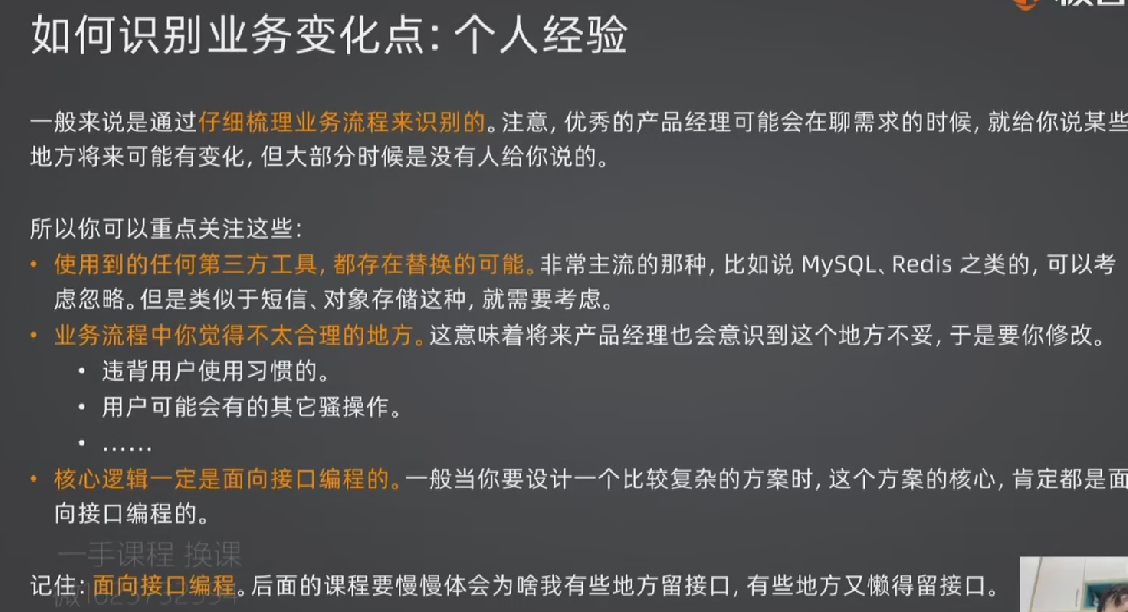 如何识别业务变化点：个人经验
一般来说是通过仔细梳理业务流程来识别的。注意，优秀的产品经理可能会在聊需求的时候，就给你说某些
地方将来可能有变化，但大部分时候是没有人给你说的。
所以你可以重点关注这些：
• 使用到的任何第三方工具，都存在替换的可能。非常主流的那种，比如说 MySQL、Redis 之类的，可以考
虑忽略。但是类似于短信、对象存储这种，就需要考虑。
• 业务流程中你觉得不太合理的地方。这意味着将来产品经理也会意识到这个地方不妥，于是要你修改。
• 违背用户使用习惯的。
• 用户可能会有的其它骚操作。
• ……
• 核心逻辑一定是面向接口编程的。一般当你要设计一个比较复杂的方案时，这个方案的核心，肯定都是面
向接口编程的。
一手课程 换课
记住：面向接口编程。后面的课程要慢慢体会为啥我有些地方留接口，有些地方又懒得留接口。